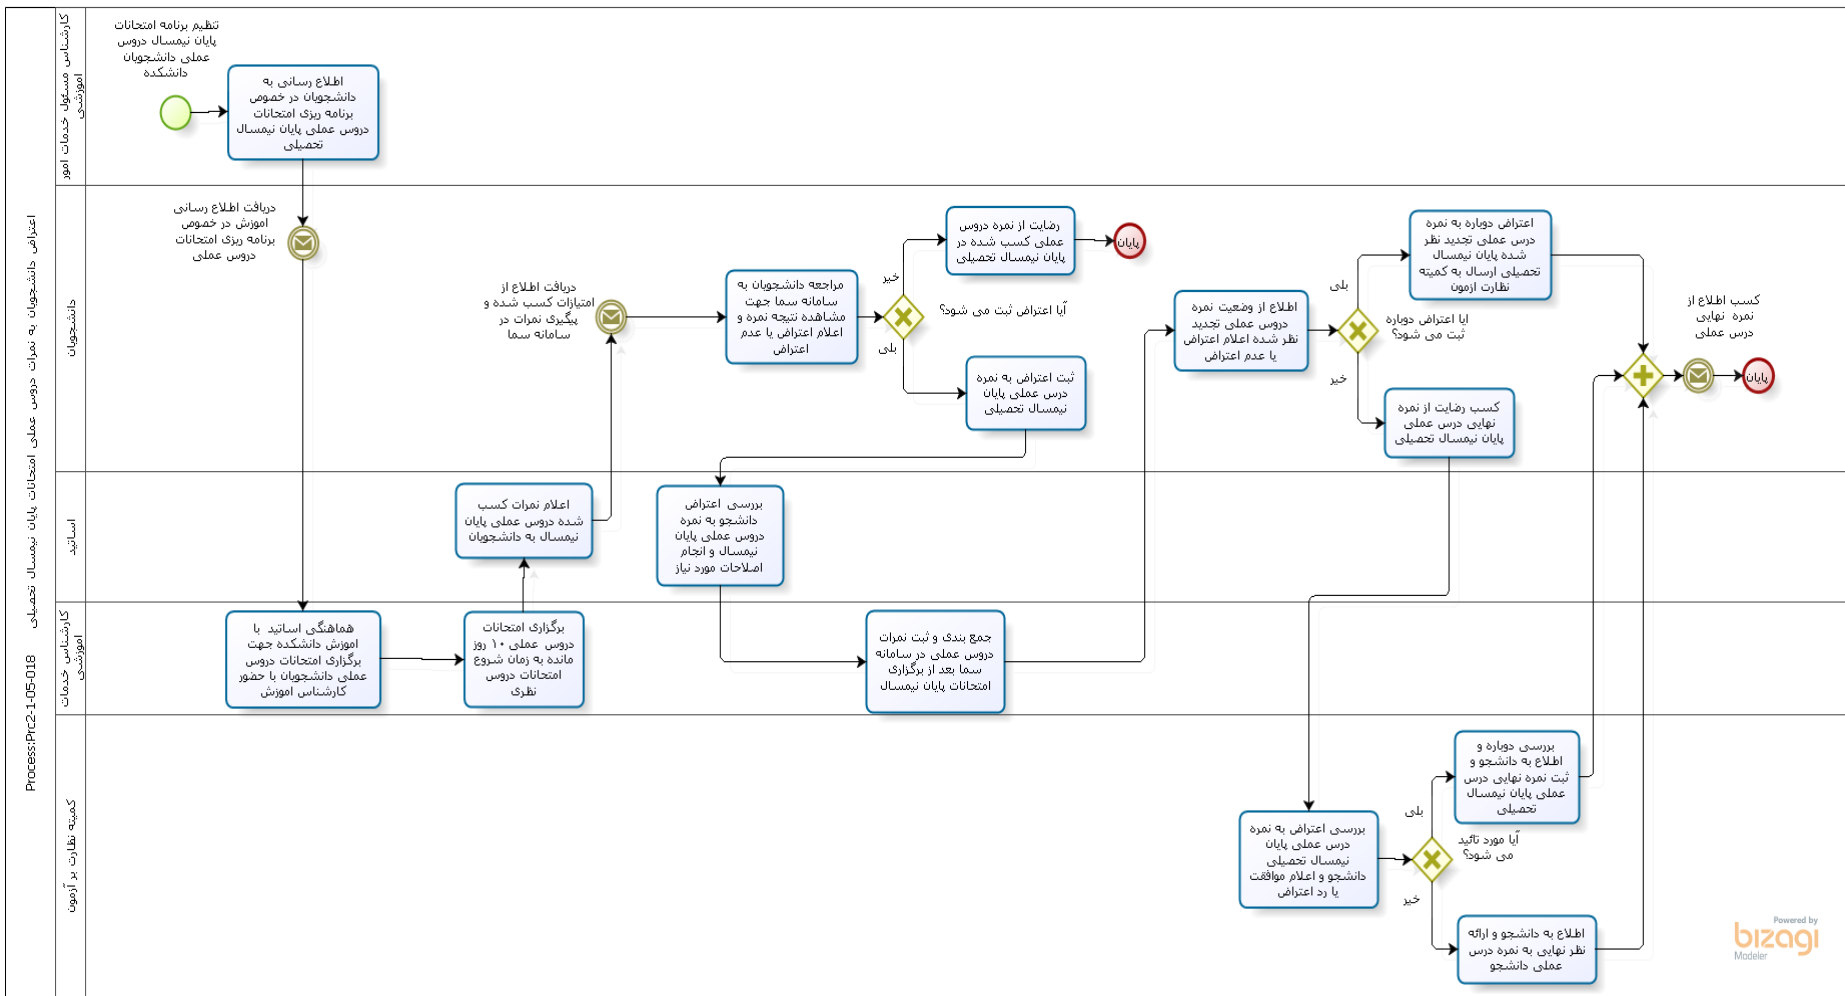 اعتراض دانشجویان به نمرات دروس عملی امتحانات پایان نیمسال تحصیلی
Process:Prc2-1-05-018
کارشناس مسئول خدمات امور
آموزشی
تنظیم برنامه امتحانات
پایان نیمسال دروس
عملی دانشجویان
دانشکده
اطلاع رسانی به
دانشجویان در خصوص
برنامه ریزی امتحانات
دروس عملی پایان نیمسال
تحصیلی
دانشجویان
دریافت اطلاع رسانی
اموزش در خصوص
برنامه ریزی امتحانات
دروس عملی
دریافت اطلاع از
امتیازات کسب شده و
پیگیری نمرات در
سامانه سما
مراجعه دانشجویان به
سامانه سما جهت
مشاهده نتیجه نمره و
اعلام اعتراض یا عدم
اعتراض
خیر
بلی
آیا اعتراض ثبت می شود؟
رضایت از نمره دروس
عملی کسب شده در
پایان نیمسال تحصیلی
پایان
ثبت اعتراض به نمره
درس عملی پایان
نیمسال تحصیلی
اطلاع از وضعیت نمره
دروس عملی تجدید
نظر شده اعلام اعتراض
یا عدم اعتراض
بلی
خیر
ایا اعتراض دوباره
ثبت می شود؟
اعتراض دوباره به نمره
درس عملی تجدید نظر
شده پایان نیمسال
تحصیلی ارسال به کمیته
نظارت ازمون
کسب رضایت از نمره
نهایی درس عملی
پایان نیمسال تحصیلی
کسب اطلاع از
نمره نهایی
درس عملی
پایان
اساتید
اعلام نمرات کسب
شده دروس عملی پایان
نیمسال به دانشجویان
بررسی اعتراض
دانشجو به نمره
دروس عملی پایان
نیمسال و انجام
اصلاحات مورد نیاز
کارشناس خدمات
آموزشی
هماهنگی اساتید با
اموزش دانشکده جهت
برگزاری امتحانات دروس
عملی دانشجویان با حضور
کارشناس اموزش
برگزاری امتحانات
دروس عملی ۱۰ روز
مانده به زمان شروع
امتحانات دروس
نظری
جمع بندی و ثبت نمرات
دروس عملی در سامانه
سما بعد از برگزاری
امتحانات پایان نیمسال
کمیته نظارت بر آزمون
بررسی اعتراض به نمره
درس عملی پایان
نیمسال تحصیلی
دانشجو و اعلام موافقت
یا رد اعتراض
بلی
خیر
آیا مورد تائید
می شود؟
بررسی دوباره و
اطلاع به دانشجو و
ثبت نمره نهایی درس
عملی پایان نیمسال
تحصیلی
اطلاع به دانشجو و ارائه
نظر نهایی به نمره درس
عملی دانشجو
Powered by
bizagi
Modeler